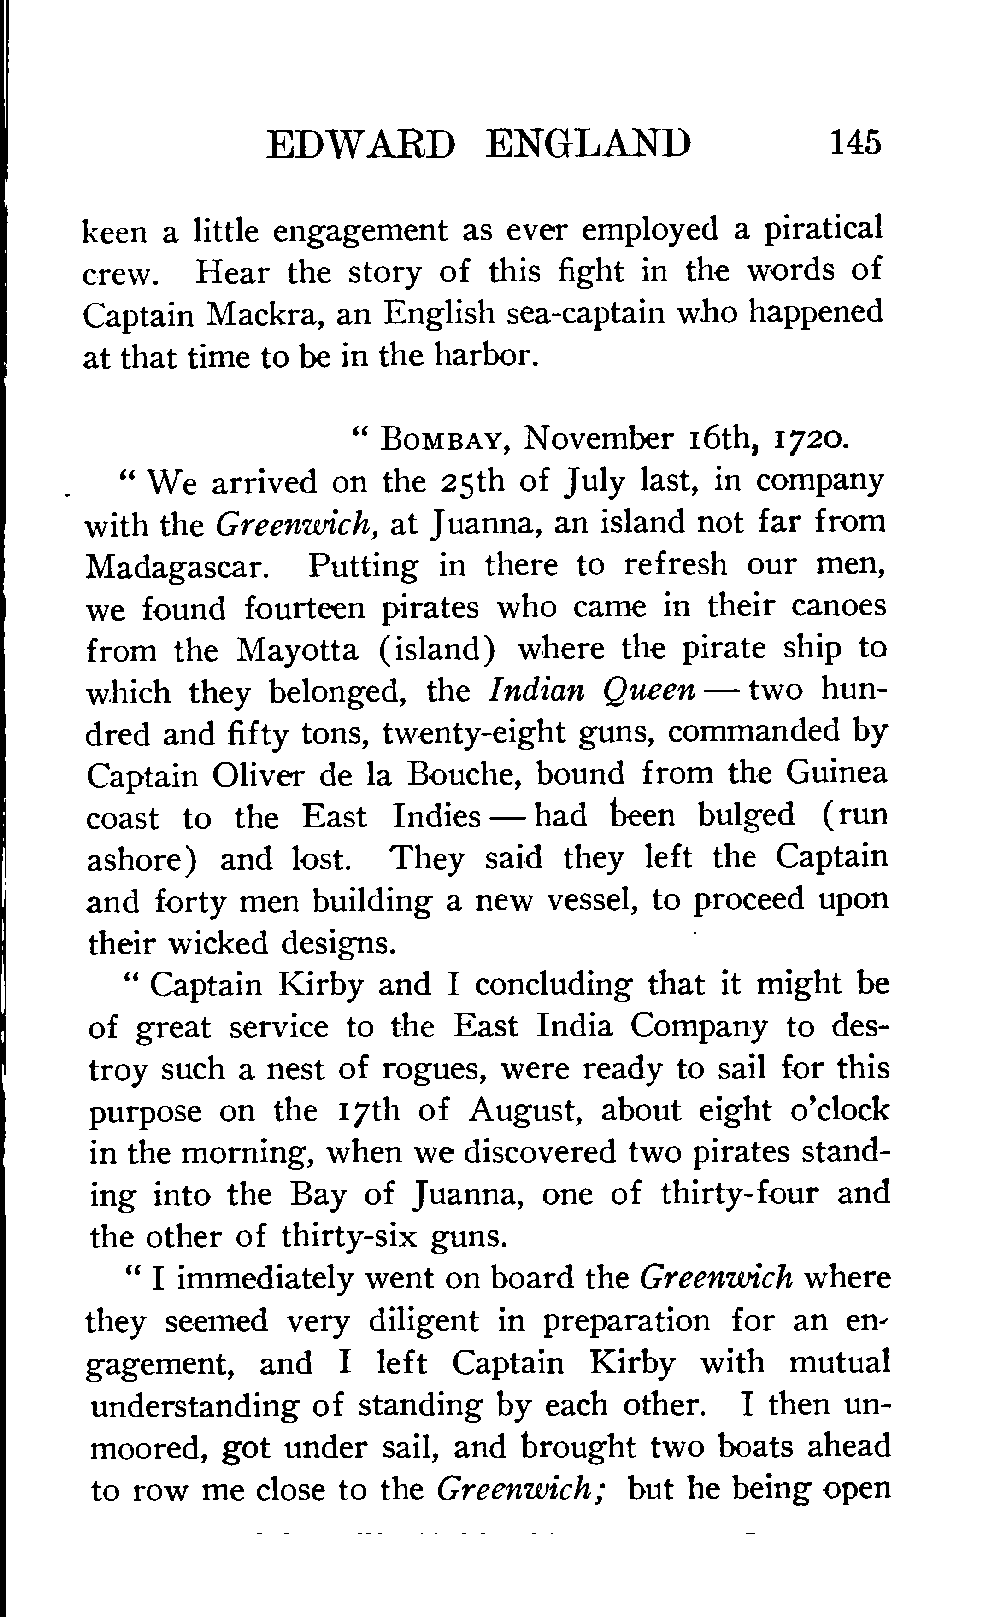 EDWARD ENGLAND 145
keen a little engagement as ever employed a piratical
crew. Hear the story of this fight in the words of
Captain Mackra, an English sea-captain who happened
at that time to be in the harbor.
“ BOMBAY, November 16th, 1720.
“ We arrived on the 25th of July last, in company
with the Greenwich, at Juanna, an island not far from
Madagascar. Putting in there to refresh our men,
we found fourteen pirates who came in their canoes
from the Mayotta (island) where the pirate ship to
which they belonged, the Indian Queen — two hun-
dred and fifty tons, twenty-eight guns, commanded by
Captain Oliver de la Bouche, bound from the Guinea
coast to the East Indies — had been bulged (run
ashore) and lost. They said they left the Captain
and forty men building a new vessel, to proceed upon
their wicked designs.
“ Captain Kirby and I concluding that it might be
of great service to the East India Company to des-
troy such a nest of rogues, were ready to sail for this
purpose on the 17th of August, about eight o’clock
in the morning, when we discovered two pirates stand-
ing into the Bay of Juanna, one of thirty-four and
the other of thirty-six guns.
“ I immediately went on board the Greenwich where
they seemed very diligent in preparation for an en-
gagement, and I left Captain Kirby with mutual
understanding of standing by each other. I then un-
moored, got under sail, and brought two boats ahead
to row me close to the Greenwich; but he being open